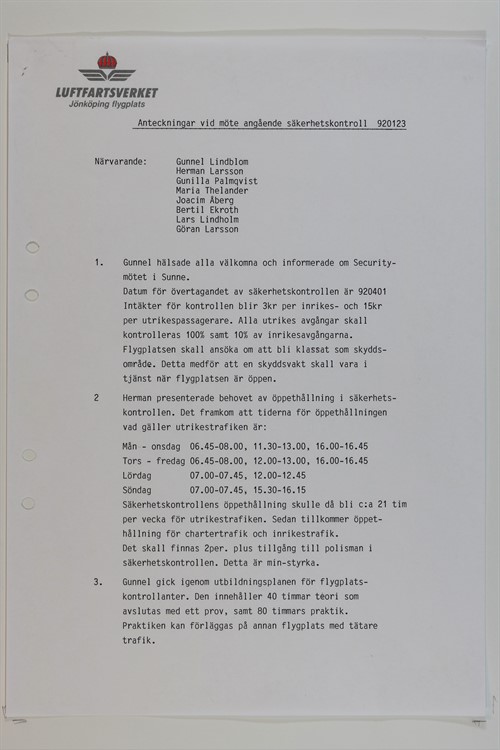 LUFTFARTSVERKET
Jönköping flygplats
Anteckningar vid möte angående säkerhetskontroll 920123
Närvarande: Gunnel Lindblom
Herman Larsson
Gunilla Palmqvist
Maria Thelander
Joacim Åberg
Bertil Ekroth
Lars Lindholm
Göran Larsson
1. Gunnel hälsade alla välkomna och informerade om Security-
mötet i Sunne.
Datum för övertagandet av säkerhetskontrollen är 920401
Intäkter för kontrollen blir 3kr per inrikes- och 15kr
per utrikespassagerare. Alla utrikes avgångar skall
kontrolleras 100% samt 10% av inrikesavgångarna.
Flygplatsen skall ansöka om att bli klassat som skydds-
område. Detta medför att en skyddsvakt skall vara i
tjänst när flygplatsen är öppen.
2 Herman presenterade behovet av öppethållning i säkerhets-
kontrollen. Det framkom att tiderna för öppethållningen
vad gäller utrikestrafiken är:
Mån - onsdag 06.45-08.00, 11.30-13.00, 16.00-16.45
Tors - fredag 06.45-08.00, 12.00-13.00, 16.00-16.45
Lördag 07.00-07.45, 12.00-12.45
Söndag 07.00-07.45, 15.30-16.15
Säkerhetskontrollens öppethållning skulle då bli c:a 21 tim
per vecka för utrikestrafiken. Sedan tillkommer öppet-
hållning för chartertrafik och inrikestrafik.
Det skall finnas 2per. plus tillgång till polisman i
säkerhetskontrollen. Detta är min-styrka.
3. Gunnel gick igenom utbildningsplanen för flygplats-
kontrollanter. Den innehåller 40 timmar teori som
avslutas med ett prov, samt 80 timmars praktik.
Praktiken kan förläggas på annan flygplats med tätare
trafik.